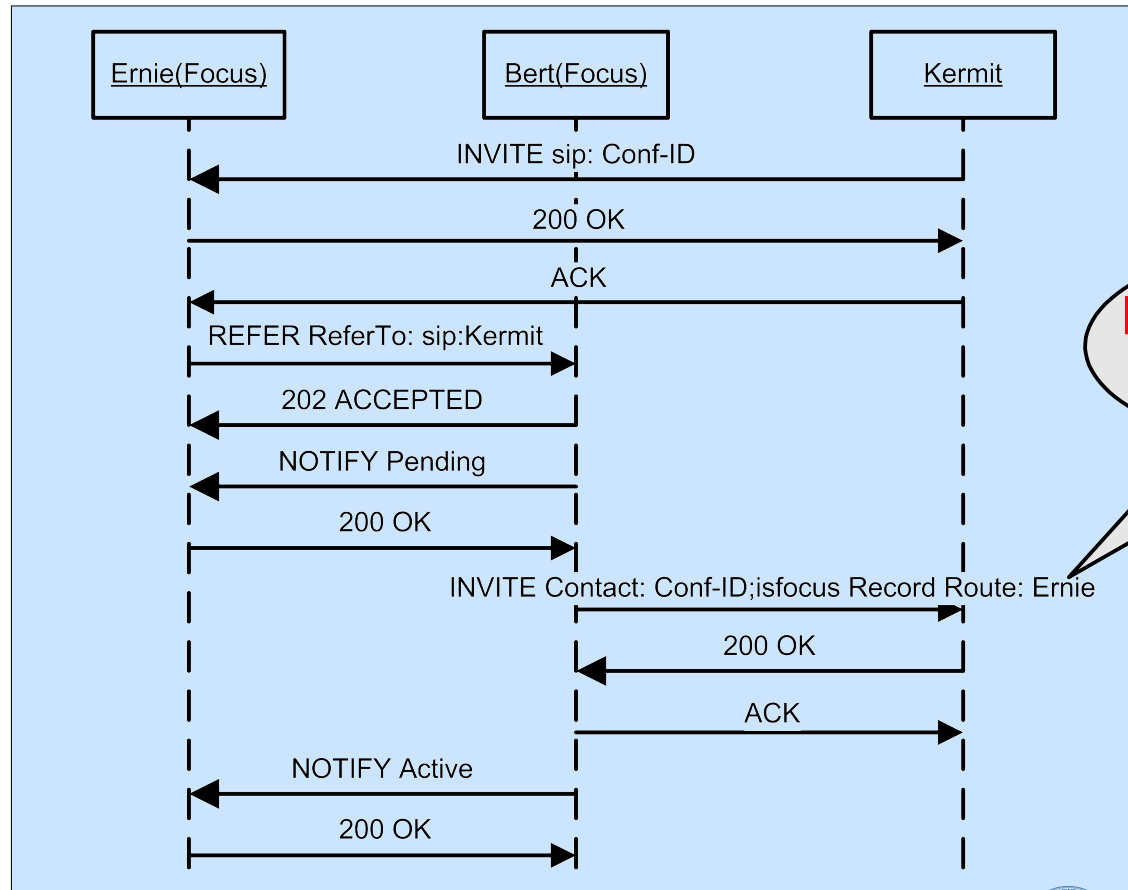 Ernie(Focus)
Bert(Focus)
Kermit
INVITE sip: Conf-ID
200 OK
ACK
REFER ReferTo: sip:Kermit
202 ACCEPTED
NOTIFY Pending
200 OK
INVITE Contact: Conf-ID;isfocus Record Route: Ernie
200 OK
ACK
NOTIFY Active
200 OK